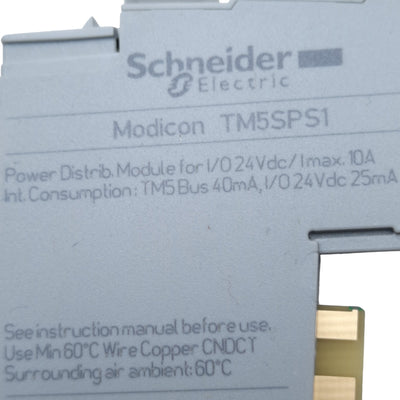 Schneider
Electric
Modicon TM5SPS1
Power Distrib. Module for I/O 24Vdc/Imax. 10A
Int. Consumption: TM5 Bus 40mA, I/O 24Vdc 25mA
See instruction manual before use.
Use Min 60°C Wire Copper CNDCT
Surrounding air ambient: 60°C